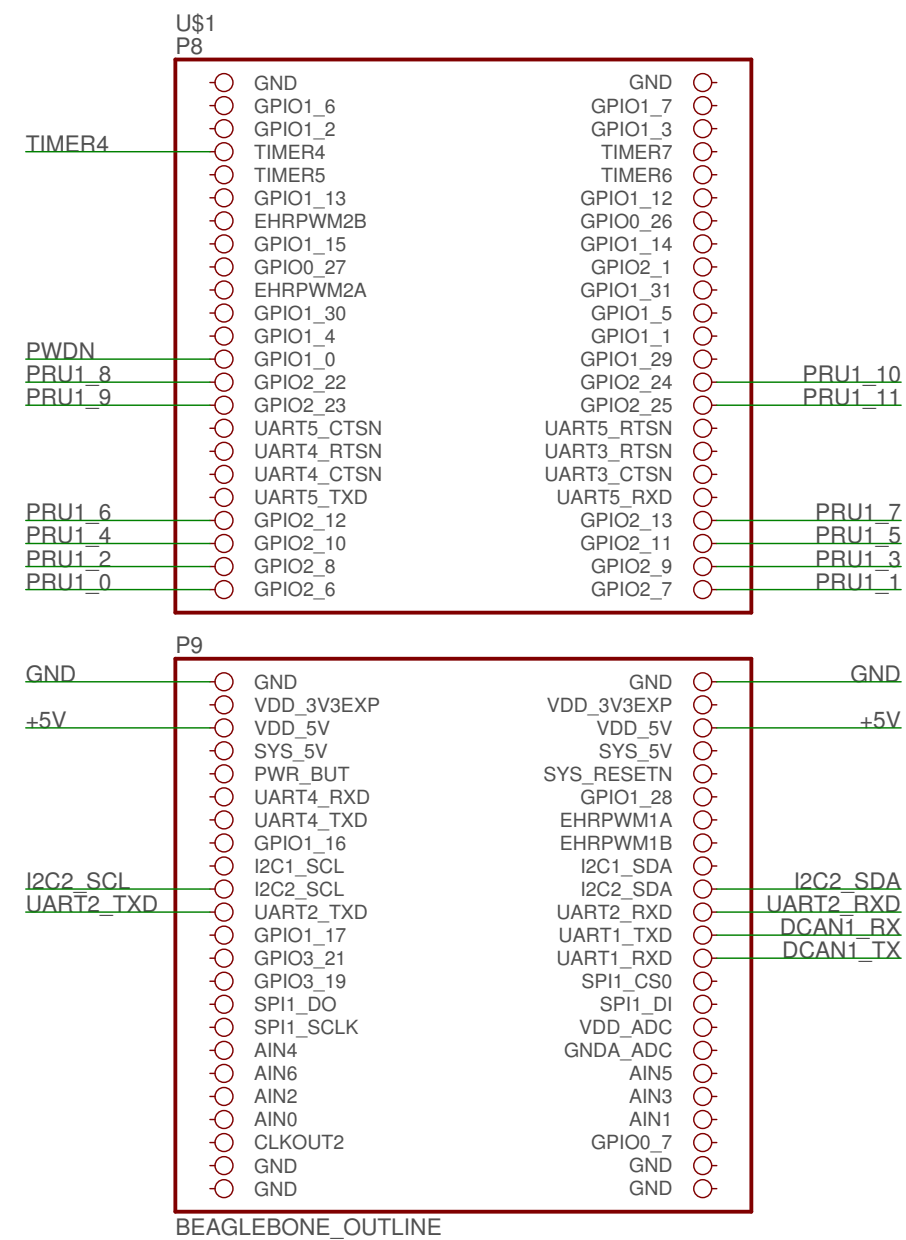 U$1
P8
GND GND
GPIO1_6 GPIO1_7
GPIO1_2 GPIO1_3
TIMER4 TIMER4 TIMER7
TIMER5 TIMER6
GPIO1_13 GPIO1_12
EHRPWM2B GPIO0_26
GPIO1_15 GPIO1_14
GPIO0_27 GPIO2_1
EHRPWM2A GPIO1_31
GPIO1_30 GPIO1_5
GPIO1_4 GPIO1_1
PWDN GPIO1_0 GPIO1_29
PRU1_8 GPIO2_22 GPIO2_24 PRU1_10
PRU1_9 GPIO2_23 GPIO2_25 PRU1_11
UART5_CTSN UART5_RTSN
UART4_RTSN UART3_RTSN
UART4_CTSN UART3_CTSN
UART5_TXD UART5_RXD
PRU1_6 GPIO2_12 GPIO2_13 PRU1_7
PRU1_4 GPIO2_10 GPIO2_11 PRU1_5
PRU1_2 GPIO2_8 GPIO2_9 PRU1_3
PRU1_0 GPIO2_6 GPIO2_7 PRU1_1
P9
GND GND GND GND
VDD_3V3EXP VDD_3V3EXP
+5V VDD_5V VDD_5V +5V
SYS_5V SYS_5V
PWR_BUT SYS_RESETN
UART4_RXD GPIO1_28
UART4_TXD EHRPWM1A
GPIO1_16 EHRPWM1B
I2C1_SCL I2C1_SDA
I2C2_SCL I2C2_SCL I2C2_SDA I2C2_SDA
UART2_TXD UART2_TXD UART2_RXD UART2_RXD
GPIO1_17 UART1_TXD DCAN1_RX
GPIO3_21 UART1_RXD DCAN1_TX
GPIO3_19 SPI1_CS0
SPI1_DO SPI1_DI
SPI1_SCLK VDD_ADC
AIN4 GNDA_ADC
AIN6 AIN5
AIN2 AIN3
AIN0 AIN1
CLKOUT2 GPIO0_7
GND GND
GND GND
BEAGLEBONE_OUTLINE